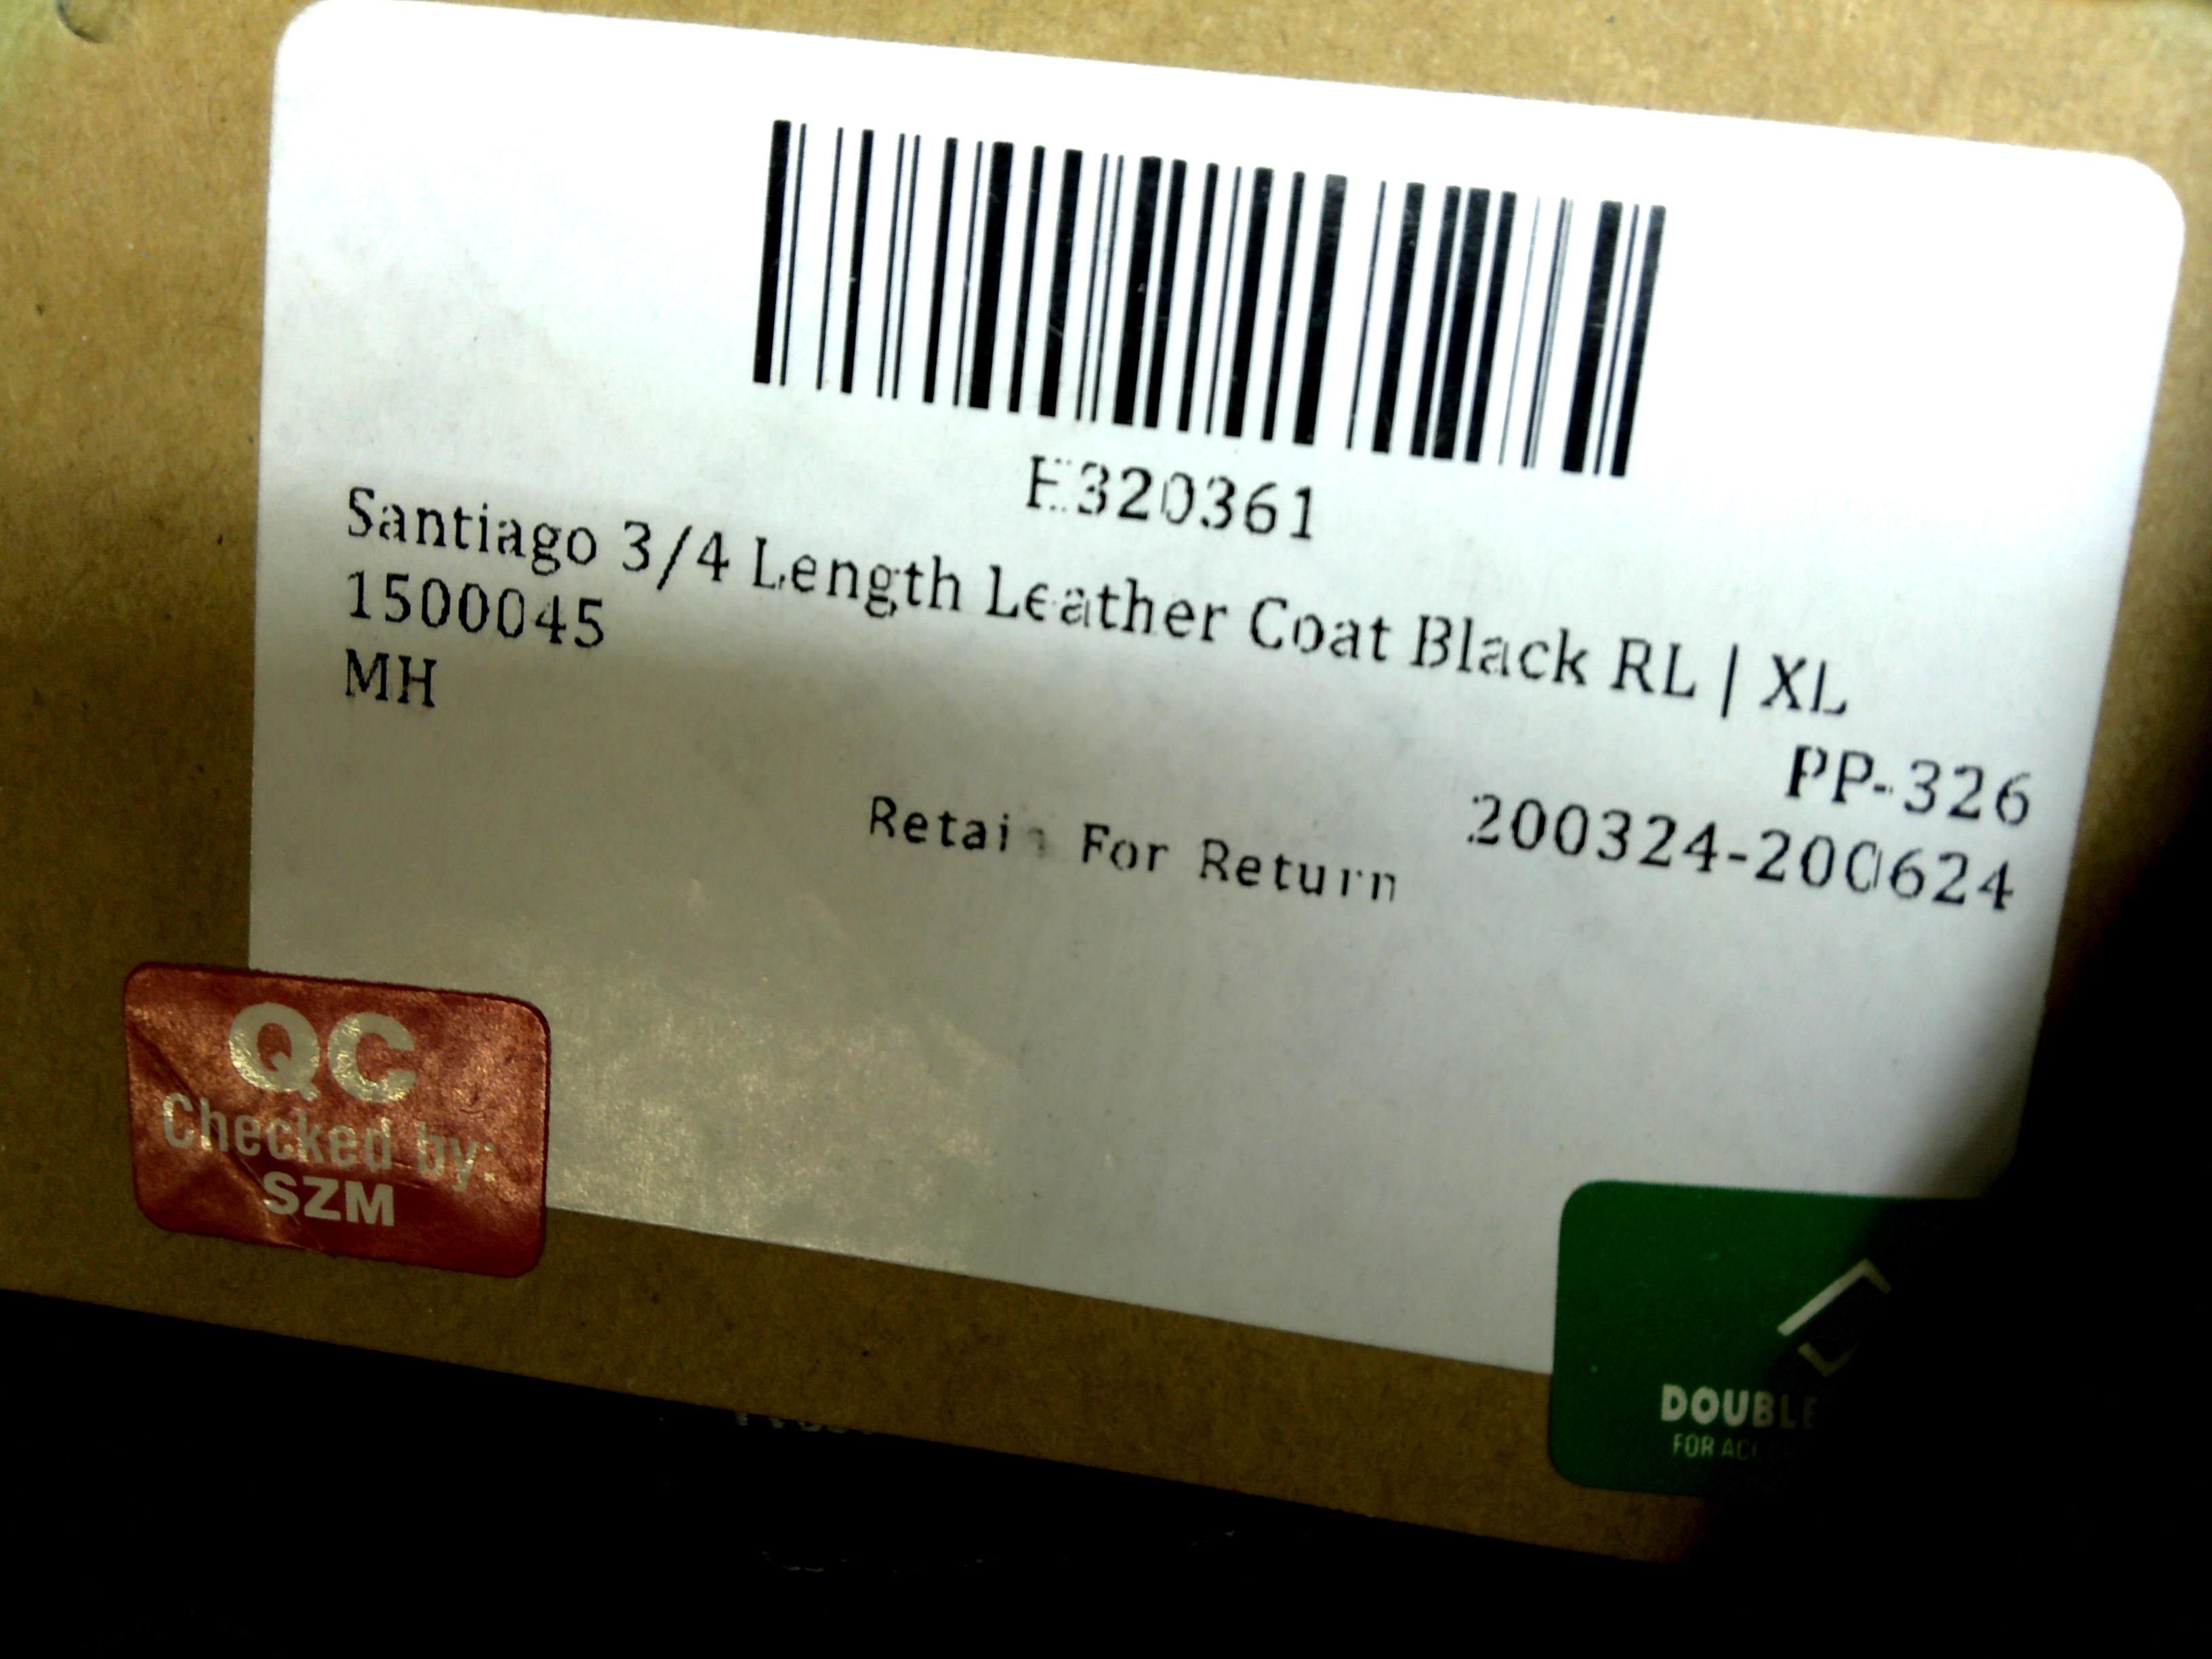 E320361
Santiago 3/4 Length Leather Coat Black RL | XL
1500045
MH
PP-326
200324-200624
Retain For Return
QC
Checked by:
SZM
DOUBLE
FOR